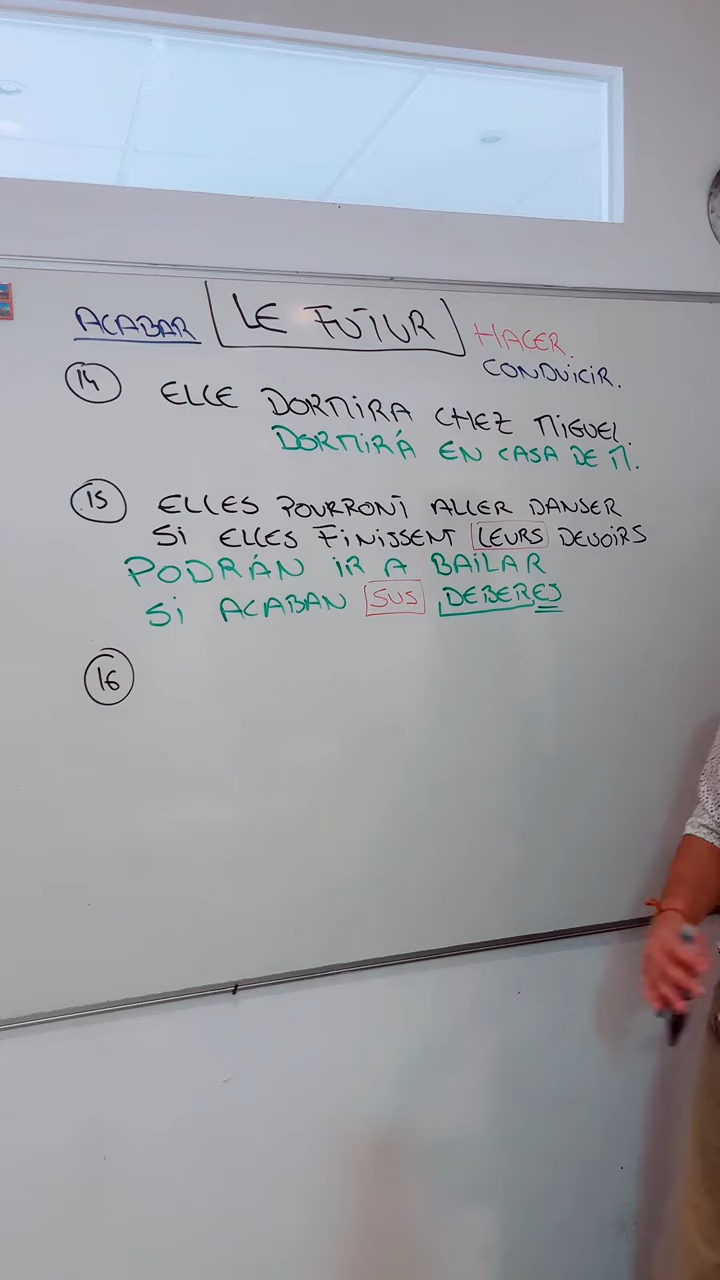 ACABAR LE FUTUR HACER.
CONDUICIR.
14 ELLE DORMIRA CHEZ MIGUEL.
DORMIRÁ EN CASA DE M.
15 ELLES POURRONT ALLER DANSER
SI ELLES FINISSENT LEURS DEVOIRS
PODRÁN IR A BAILAR
SI ACABAN SUS DEBERES
16